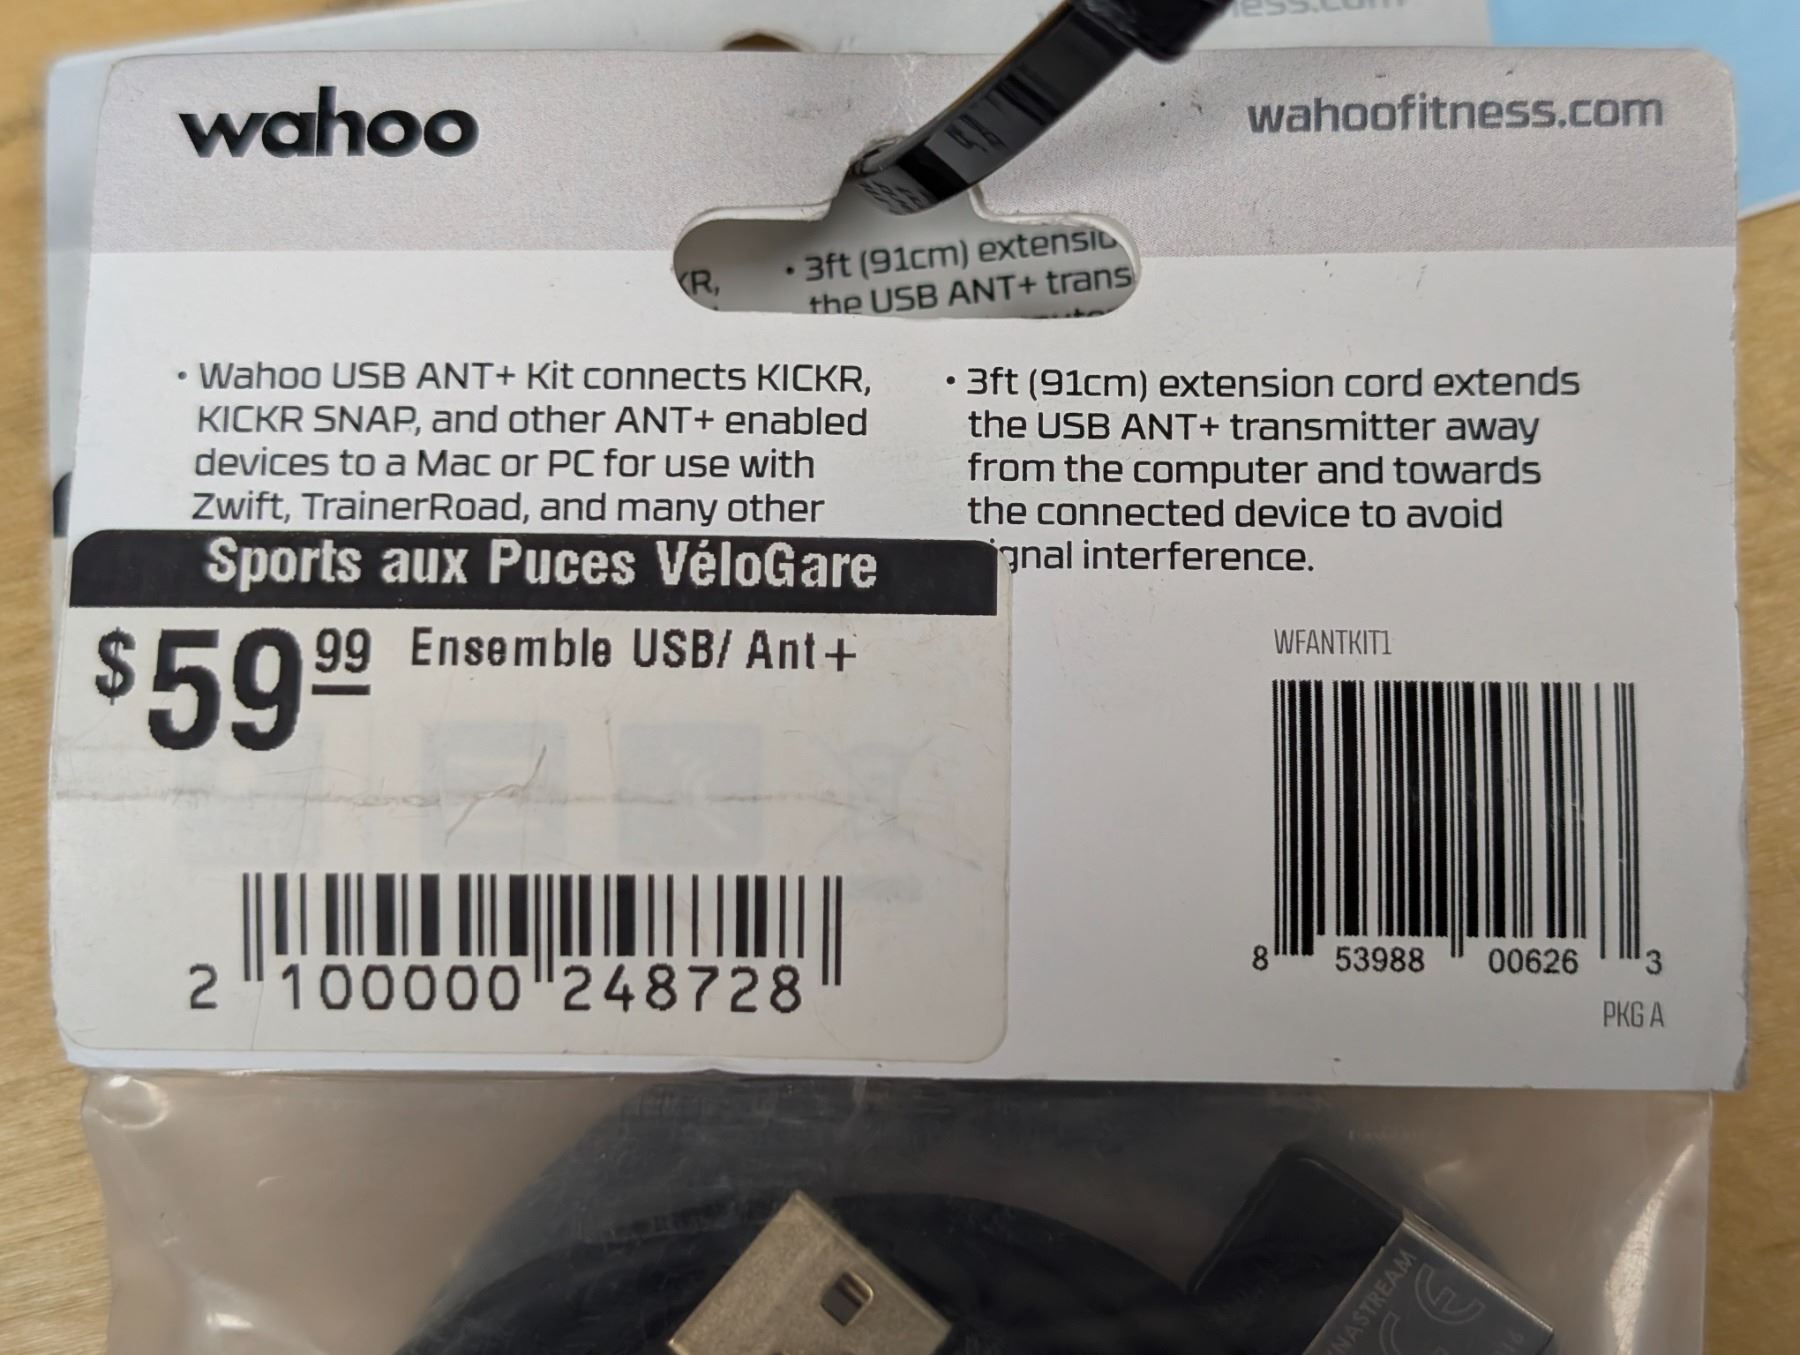 wahoo
wahoofitness.com
• 3ft (91cm)
the USB ANT+
• Wahoo USB ANT+ Kit connects KICKR,
KICKR SNAP, and other ANT+ enabled
devices to a Mac or PC for use with
Zwift, TrainerRoad, and many other
• 3ft (91cm) extension cord extends
the USB ANT+ transmitter away
from the computer and towards
the connected device to avoid
interference.
Sports aux Puces VéloGare
$59 99 Ensemble USB/ Ant+
2 100000 248728
WFANTKIT1
8 53988 00626 3
PKG A